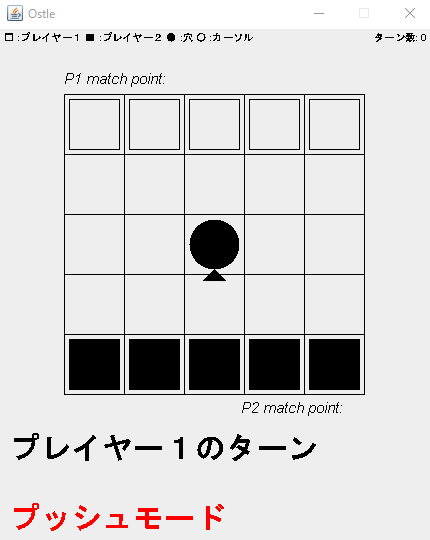 Ostle
□ :プレイヤー１ ■ :プレイヤー２ ● :穴 ○ :カーソル ターン数: 0
P1 match point:
P2 match point:
プレイヤー１のターン
プッシュモード